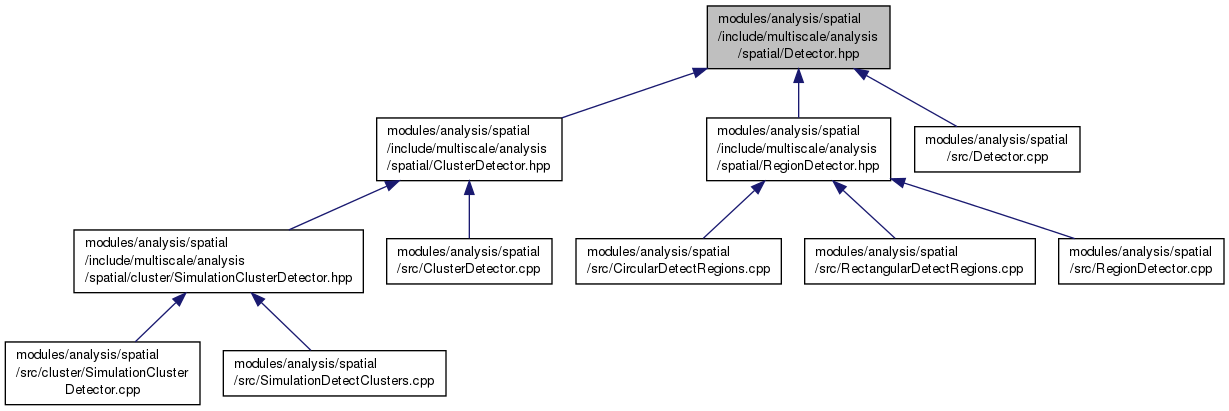 modules/analysis/spatial
/include/multiscale/analysis
/spatial/Detector.hpp
modules/analysis/spatial
/include/multiscale/analysis
/spatial/ClusterDetector.hpp
modules/analysis/spatial
/include/multiscale/analysis
/spatial/RegionDetector.hpp
modules/analysis/spatial
/src/Detector.cpp
modules/analysis/spatial
/include/multiscale/analysis
/spatial/cluster/SimulationClusterDetector.hpp
modules/analysis/spatial
/src/ClusterDetector.cpp
modules/analysis/spatial
/src/CircularDetectRegions.cpp
modules/analysis/spatial
/src/RectangularDetectRegions.cpp
modules/analysis/spatial
/src/RegionDetector.cpp
modules/analysis/spatial
/src/cluster/SimulationCluster
Detector.cpp
modules/analysis/spatial
/src/SimulationDetectClusters.cpp